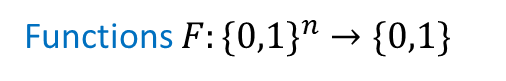 Functions F: {0,1}ⁿ → {0,1}